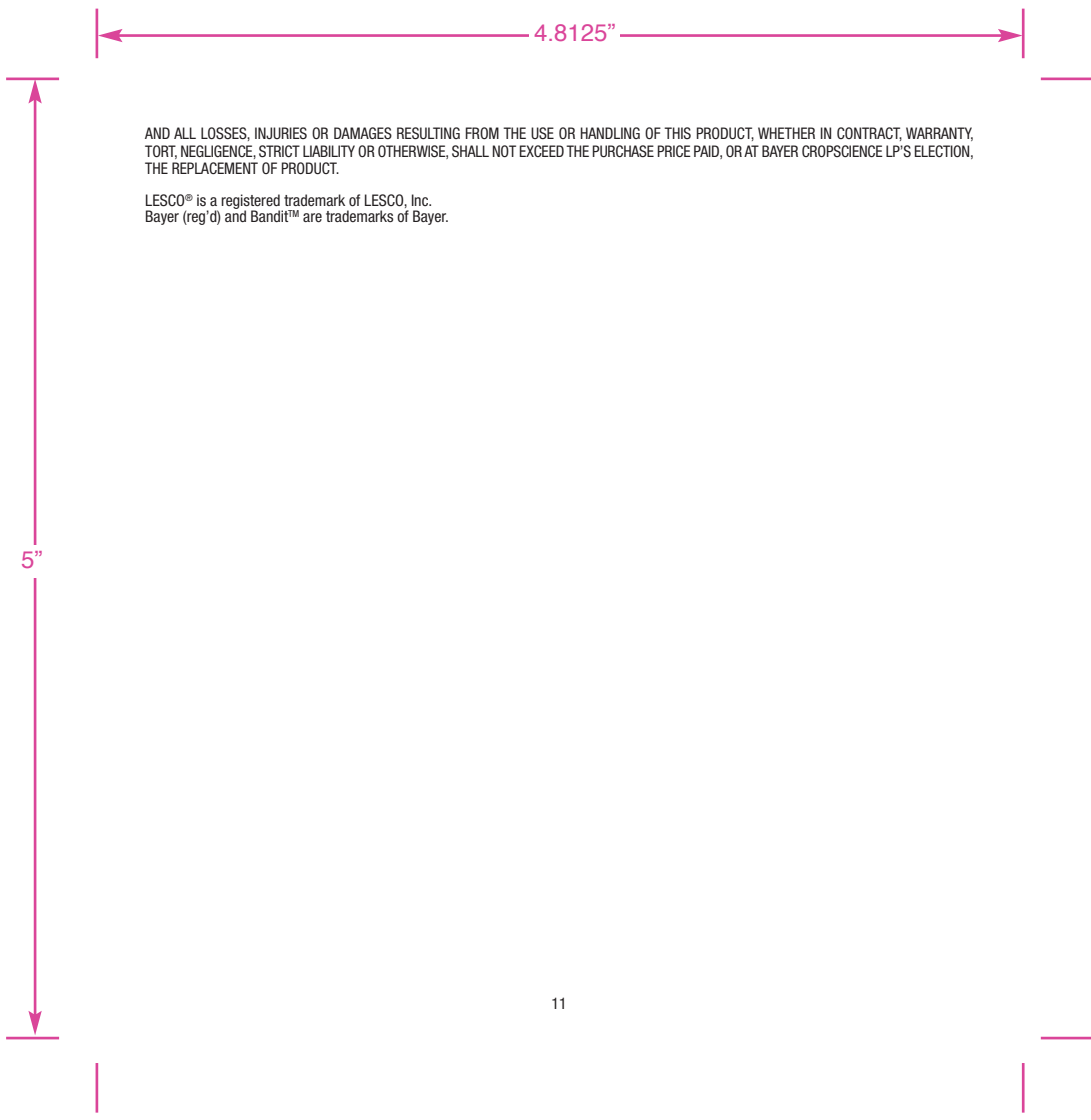 4.8125”
AND ALL LOSSES, INJURIES OR DAMAGES RESULTING FROM THE USE OR HANDLING OF THIS PRODUCT, WHETHER IN CONTRACT, WARRANTY,
TORT, NEGLIGENCE, STRICT LIABILITY OR OTHERWISE, SHALL NOT EXCEED THE PURCHASE PRICE PAID, OR AT BAYER CROPSCIENCE LP’S ELECTION,
THE REPLACEMENT OF PRODUCT.
LESCO® is a registered trademark of LESCO, Inc.
Bayer (reg’d) and Bandit™ are trademarks of Bayer.
5”
11